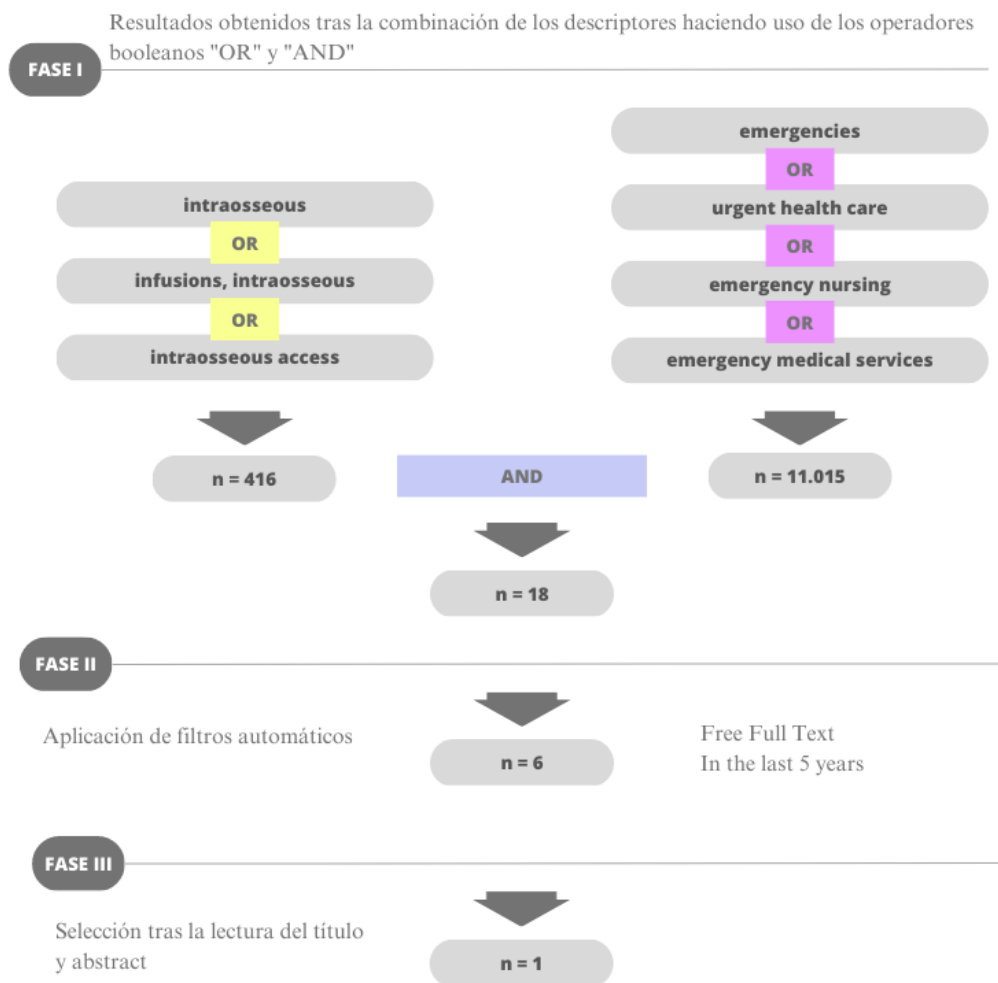 Resultados obtenidos tras la combinación de los descriptores haciendo uso de los operadores
booleanos "OR" y "AND"
FASE I
intraosseous
OR
infusions, intraosseous
OR
intraosseous access
emergencies
OR
urgent health care
OR
emergency nursing
OR
emergency medical services
n = 416
AND
n = 11.015
n = 18
FASE II
Aplicación de filtros automáticos
n = 6
Free Full Text
In the last 5 years
FASE III
Selección tras la lectura del título
y abstract
n = 1